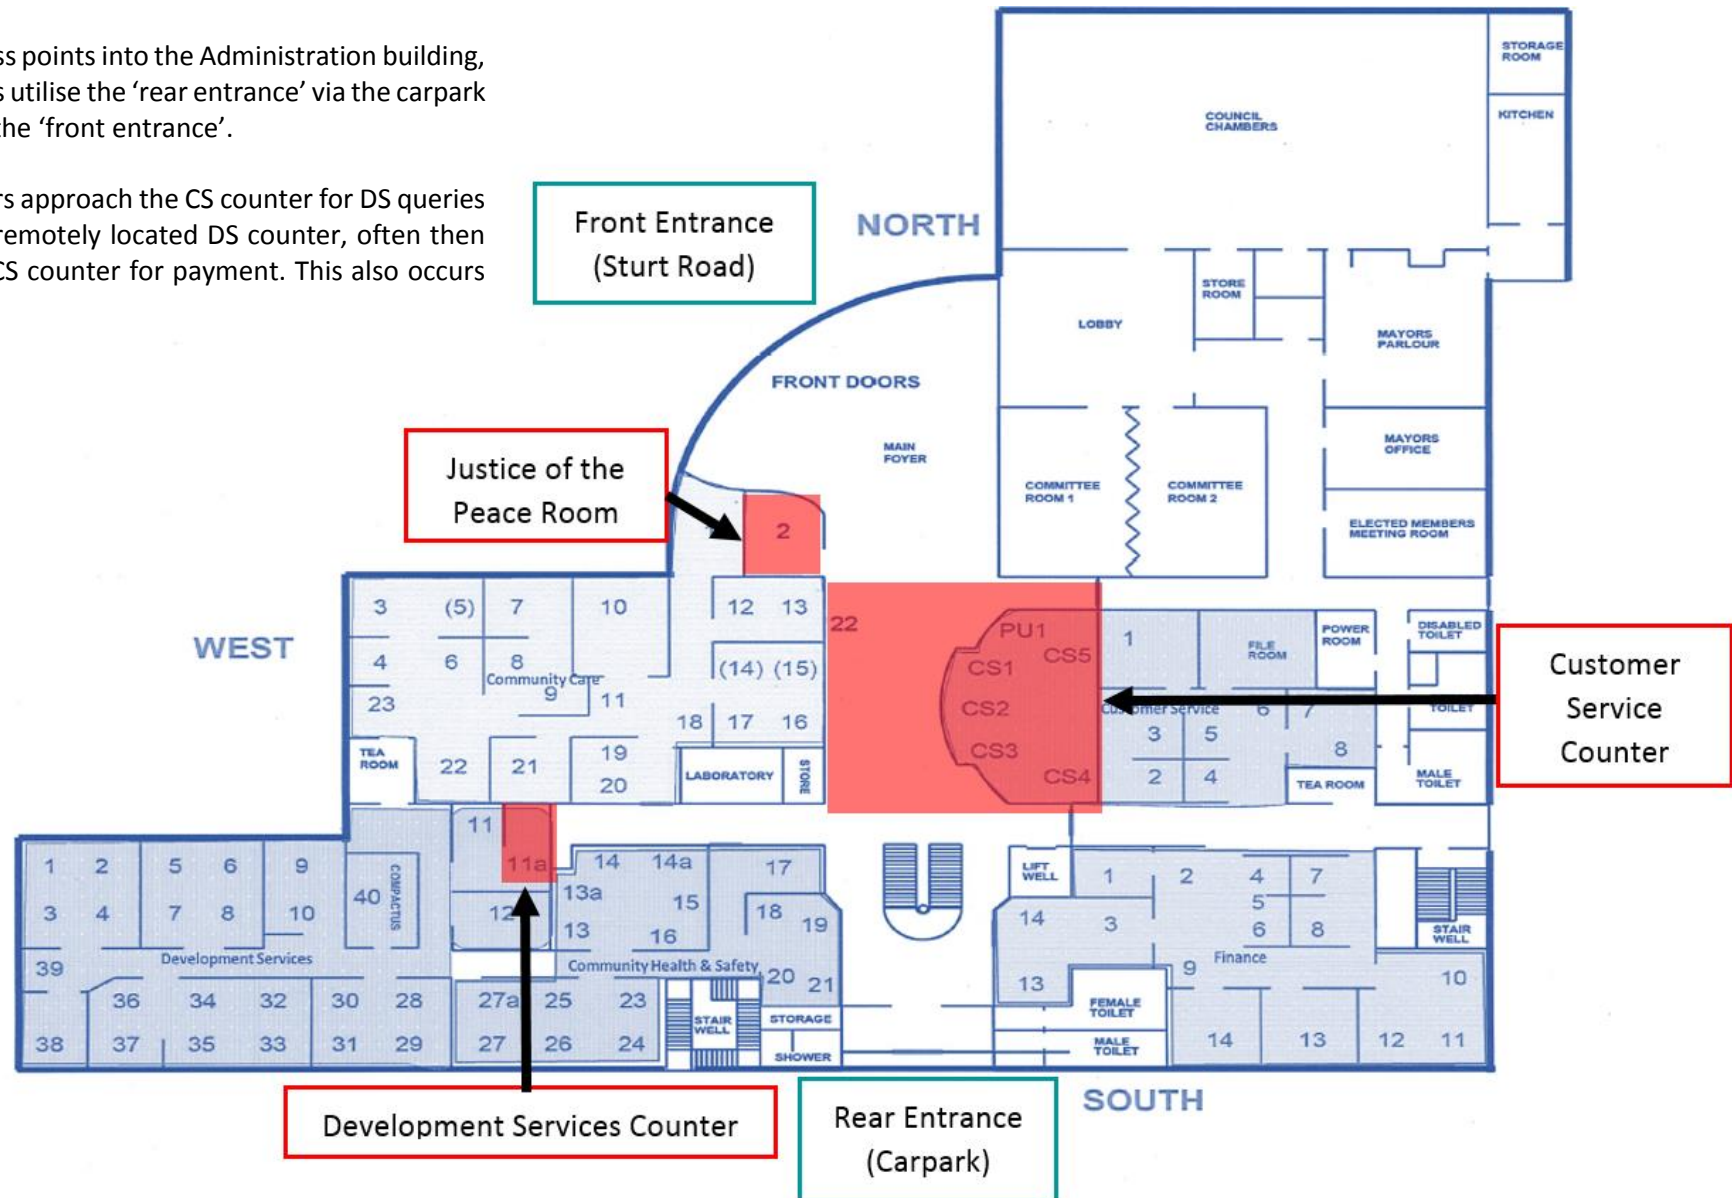 ss points into the Administration building,
s utilise the ‘rear entrance’ via the carpark
the ‘front entrance’.
rs approach the CS counter for DS queries
remotely located DS counter, often then
CS counter for payment. This also occurs
Front Entrance
(Sturt Road)
NORTH
COUNCIL
CHAMBERS
STORAGE
ROOM
KITCHEN
STORE
ROOM
LOBBY
MAYORS
PARLOUR
FRONT DOORS
MAIN
FOYER
MAYORS
OFFICE
COMMITTEE
ROOM 1
COMMITTEE
ROOM 2
ELECTED MEMBERS
MEETING ROOM
Justice of the
Peace Room
2
WEST
3
(5)
7
10
12
13
4
6
8
Community Care
9
11
(14)
(15)
23
18
17
16
TEA
ROOM
22
21
19
20
LABORATORY
STORE
22
PU1
CS1
CS5
CS2
CS3
CS4
1
FILE
ROOM
POWER
ROOM
DISABLED
TOILET
Customer Service
6
7
TOILET
3
5
8
2
4
TEA ROOM
MALE
TOILET
Customer
Service
Counter
1
2
5
6
9
3
4
7
8
10
40
COMPACTUS
11
11a
12
14
14a
17
13a
15
13
16
18
19
39
Development Services
Community Health & Safety
20
21
36
34
32
30
28
27a
25
23
38
37
35
33
31
29
27
26
24
STAIR
WELL
STORAGE
SHOWER
LIFT
WELL
1
2
4
7
5
14
3
6
8
STAIR
WELL
Finance
9
10
13
FEMALE
TOILET
MALE
TOILET
14
13
12
11
SOUTH
Development Services Counter
Rear Entrance
(Carpark)